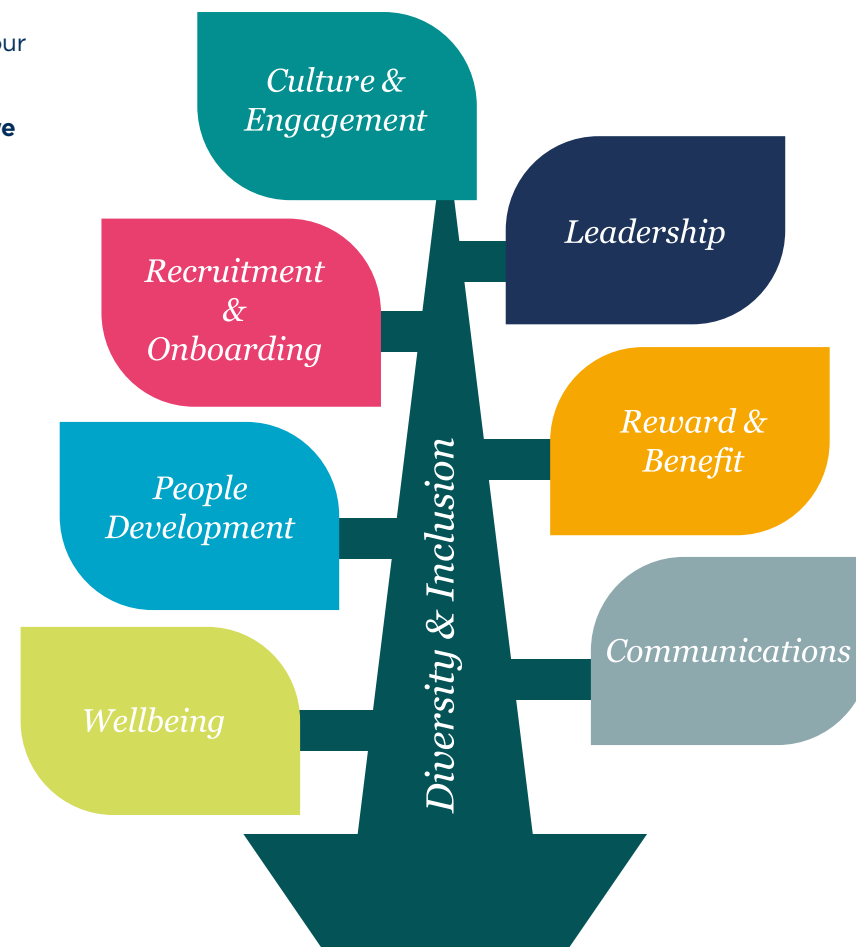 Culture &
Engagement
Leadership
Recruitment
&
Onboarding
Reward &
Benefit
People
Development
Diversity & Inclusion
Communications
Wellbeing